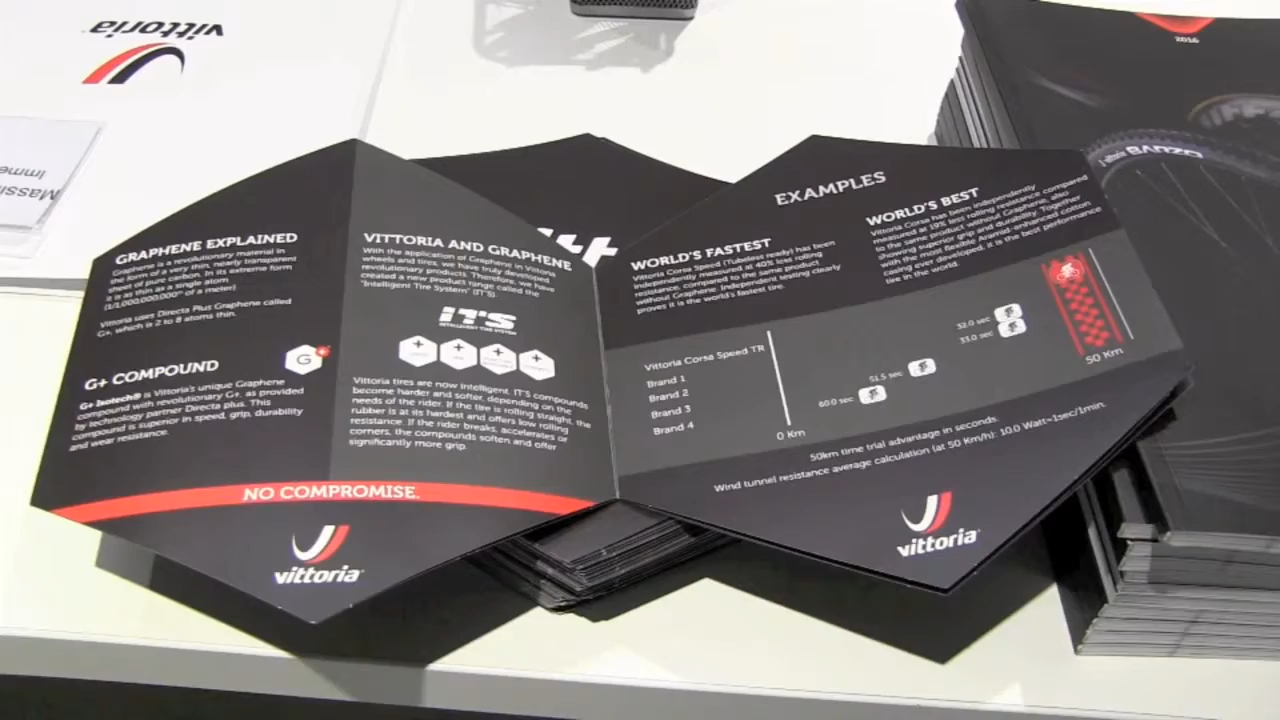 vittoria
Massi
Imme
2016
vittoria BARZO
GRAPHENE EXPLAINED
Graphene is a revolutionary material in
the form of a very thin, nearly transparent
sheet of pure carbon. In its extreme form
it is as thin as a single atom
of a meter)
Vittoria uses Directa Plus Graphene called
G+, which is 2 to 8 atoms thin.
G+ COMPOUND
G+
G+ Isotech® is Vittoria's unique Graphene
compound with revolutionary G+, as provided
by technology partner Directa plus. This
compound is superior in speed, grip, durability
and wear resistance.
VITTORIA AND GRAPHENE
With the application of Graphene in Vittoria
wheels and tires, we have truly developed
revolutionary products. Therefore, we have
created a new product range called the
"Intelligent Tire System" (IT'S).
iT'S
INTELLIGENT TIRE SYSTEM
+ + + +
Vittoria tires are now Intelligent. IT'S compounds
become harder and softer, depending on the
needs of the rider. If the tire is rolling straight, the
rubber is at its hardest and offers low rolling
resistance. If the rider breaks, accelerates or
corners, the compounds soften and offer
significantly more grip.
NO COMPROMISE.
vittoria
EXAMPLES
WORLD'S FASTEST
Vittoria Corsa Speed (Tubeless ready) has been
independently measured at 40% less rolling
resistance, compared to the same product
without Graphene. Independent testing clearly
proves it is the world's fastest tire.
WORLD'S BEST
Vittoria Corsa has been independently
measured at 19% less rolling resistance compared
to the same product without Graphene, also
showing superior grip and durability. Together
with the most flexible Aramid-enhanced cotton
casing ever developed, it is the best performance
tire in the world.
Vittoria Corsa Speed TR
Brand 1
Brand 2
Brand 3
Brand 4
32.0 sec
33.0 sec
51.5 sec
60.0 sec
0 Km
50 Km
50km time trial advantage in seconds.
Wind tunnel resistance average calculation (at 50 Km/h): 10.0 Watt=1sec/1min.
vittoria